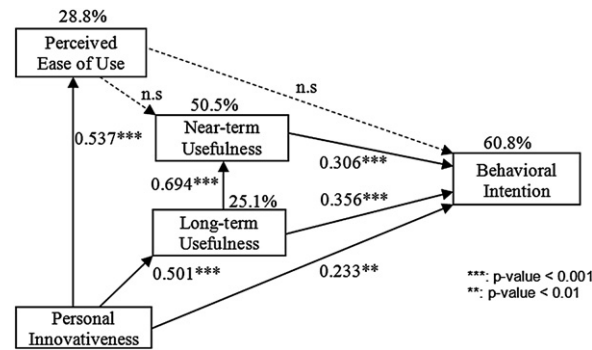 28.8%
Perceived
Ease of Use
n.s
n.s
50.5%
Near-term
Usefulness
0.537***
60.8%
Behavioral
Intention
0.306***
0.694***
25.1%
0.356***
Long-term
Usefulness
0.501***
0.233**
***: p-value < 0.001
**: p-value < 0.01
Personal
Innovativeness